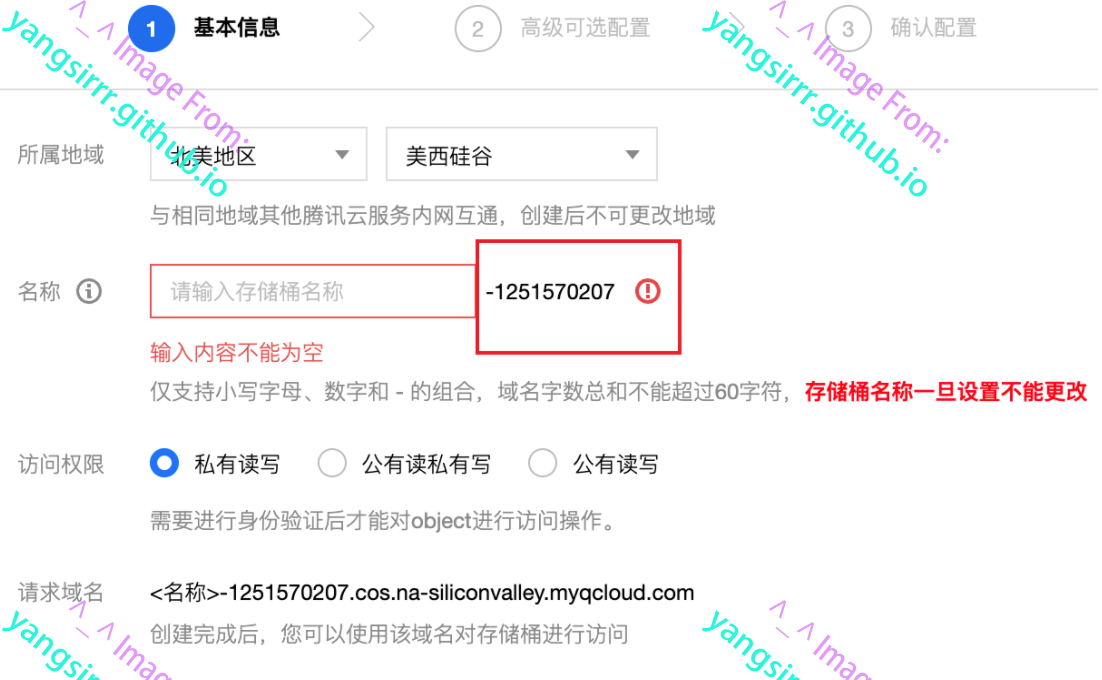 1 基本信息 2 高级可选配置 3 确认配置
所属地域 北美地区 美西硅谷
与相同地域其他腾讯云服务内网互通，创建后不可更改地域
名称 请输入存储桶名称 -1251570207
输入内容不能为空
仅支持小写字母、数字和 - 的组合，域名字数总和不能超过60字符，存储桶名称一旦设置不能更改
访问权限 私有读写 公有读私有写 公有读写
需要进行身份验证后才能对object进行访问操作。
请求域名 <名称>-1251570207.cos.na-siliconvalley.myqcloud.com
创建完成后，您可以使用该域名对存储桶进行访问
^_^ Image From:
yangsirrr.github.io
^_^ Image From:
yangsirrr.github.io
^_^ Imag
yangsirr
^_^ Imag
yangsirr